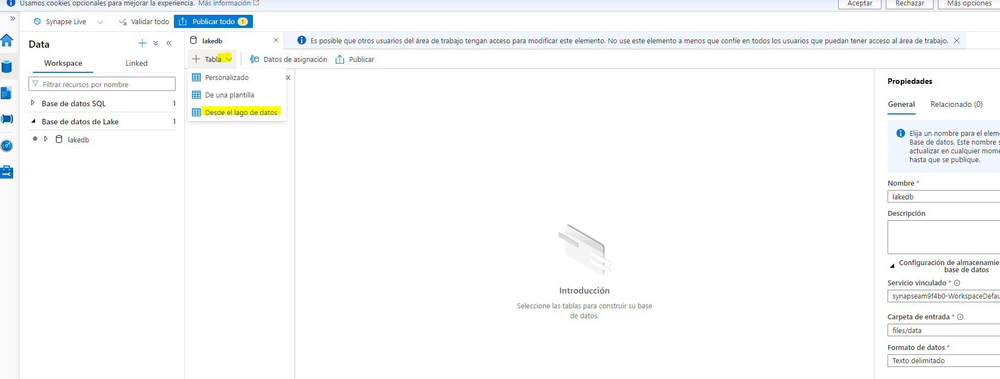 Usamos cookies opcionales para mejorar la experiencia. Más información
Aceptar
Rechazar
Más opciones
Synapse Live
Validar todo
Publicar todo 1
Data
Workspace
Linked
Filtrar recursos por nombre
Base de datos SQL 1
Base de datos de Lake 1
lakedb
lakedb
Es posible que otros usuarios del área de trabajo tengan acceso para modificar este elemento. No use este elemento a menos que confíe en todos los usuarios que puedan tener acceso al área de trabajo.
Tabla
Datos de asignación
Publicar
Personalizado
De una plantilla
Desde el lago de datos
Introducción
Seleccione las tablas para construir su base
de datos.
Propiedades
General
Relacionado (0)
Elija un nombre para el elem
Base de datos. Este nombre s
actualizar en cualquier mome
hasta que se publique.
Nombre *
lakedb
Descripción
Configuración de almacenamie
base de datos
Servicio vinculado *
synapseam9f4b0-WorkspaceDefau
Carpeta de entrada *
files/data
Formato de datos *
Texto delimitado